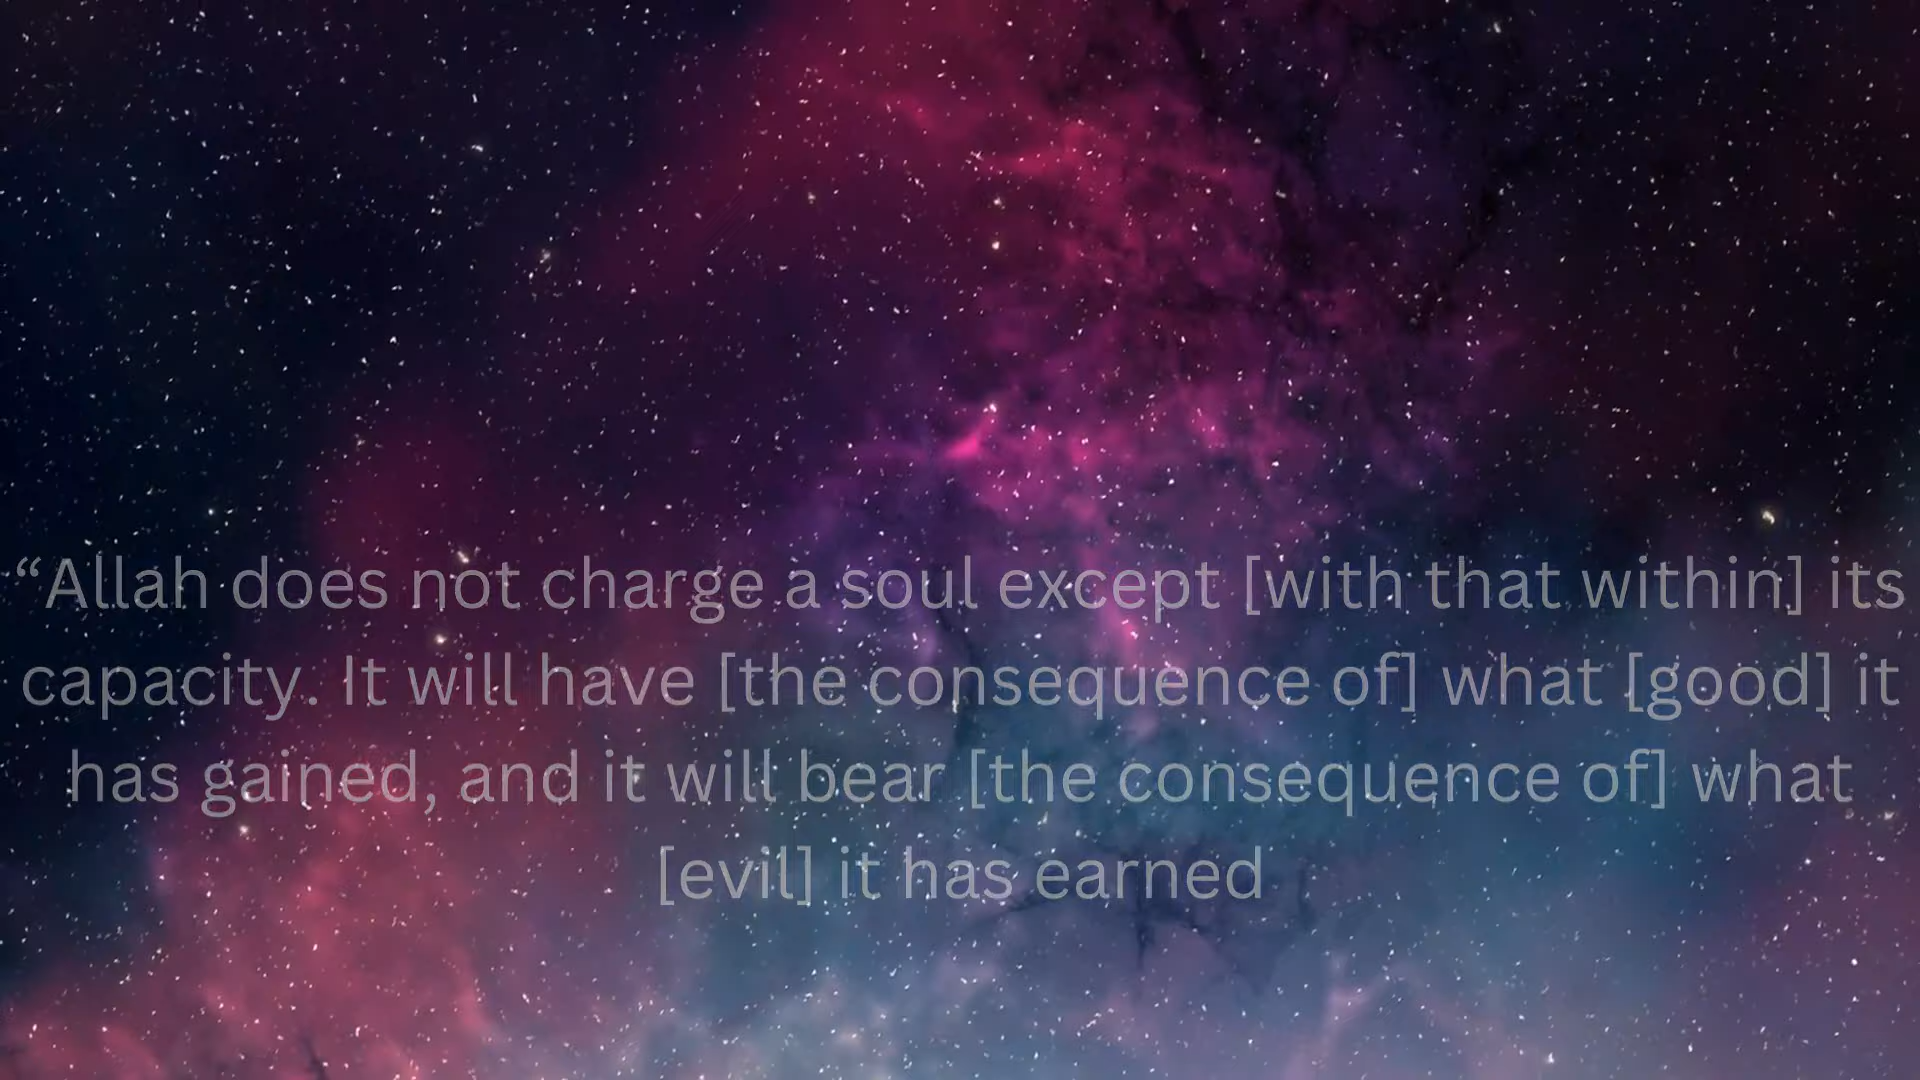 “Allah does not charge a soul except [with that within] its
capacity. It will have [the consequence of] what [good] it
has gained, and it will bear [the consequence of] what
[evil] it has earned